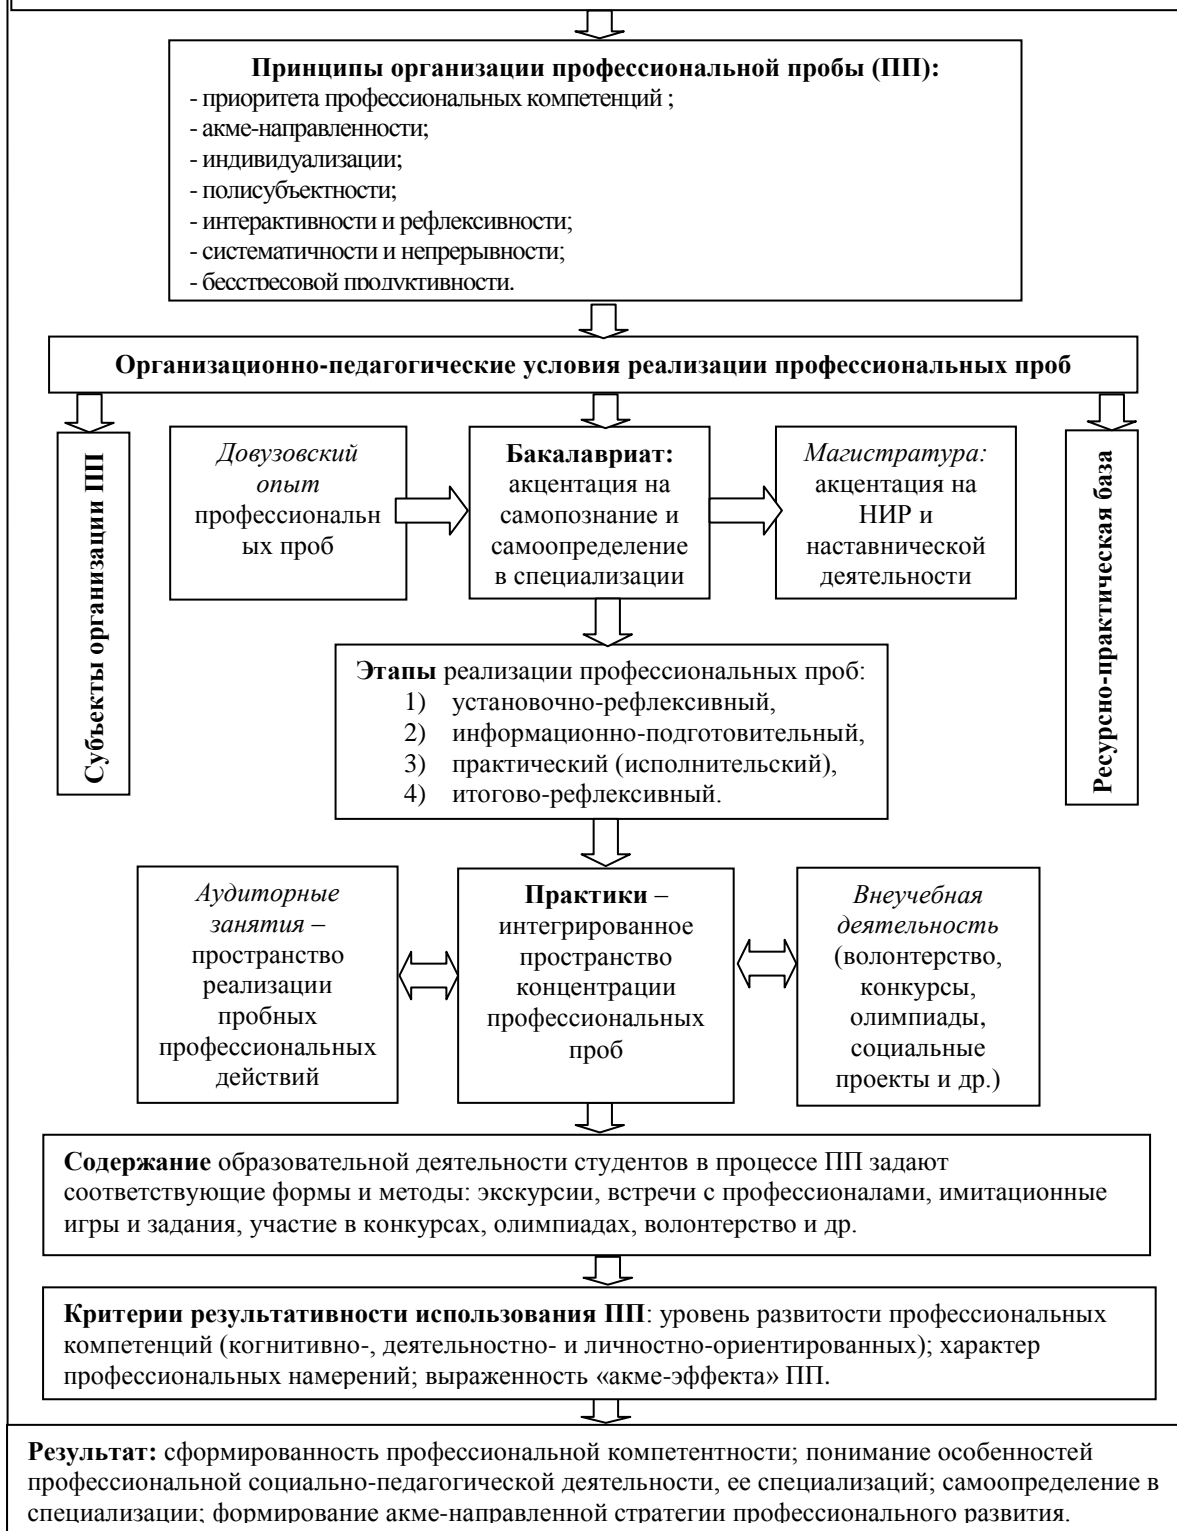 Принципы организации профессиональной пробы (ПП):
- приоритета профессиональных компетенций ;
- акме-направленности;
- индивидуализации;
- полисубъектности;
- интерактивности и рефлексивности;
- систематичности и непрерывности;
- бесстресовой продуктивности.
Организационно-педагогические условия реализации профессиональных проб
Субъекты организации ПП
Довузовский
опыт
профессиональн
ых проб
Бакалавриат:
акцентация на
самопознание и
самоопределение
в специализации
Магистратура:
акцентация на
НИР и
наставнической
деятельности
Ресурсно-практическая база
Этапы реализации профессиональных проб:
1) установочно-рефлексивный,
2) информационно-подготовительный,
3) практический (исполнительский),
4) итогово-рефлексивный.
Аудиторные
занятия –
пространство
реализации
пробных
профессиональных
действий
Практики –
интегрированное
пространство
концентрации
профессиональных
проб
Внеучебная
деятельность
(волонтерство,
конкурсы,
олимпиады,
социальные
проекты и др.)
Содержание образовательной деятельности студентов в процессе ПП задают
соответствующие формы и методы: экскурсии, встречи с профессионалами, имитационные
игры и задания, участие в конкурсах, олимпиадах, волонтерство и др.
Критерии результативности использования ПП: уровень развитости профессиональных
компетенций (когнитивно-, деятельностно- и личностно-ориентированных); характер
профессиональных намерений; выраженность «акме-эффекта» ПП.
Результат: сформированность профессиональной компетентности; понимание особенностей
профессиональной социально-педагогической деятельности, ее специализаций; самоопределение в
специализации; формирование акме-направленной стратегии профессионального развития.